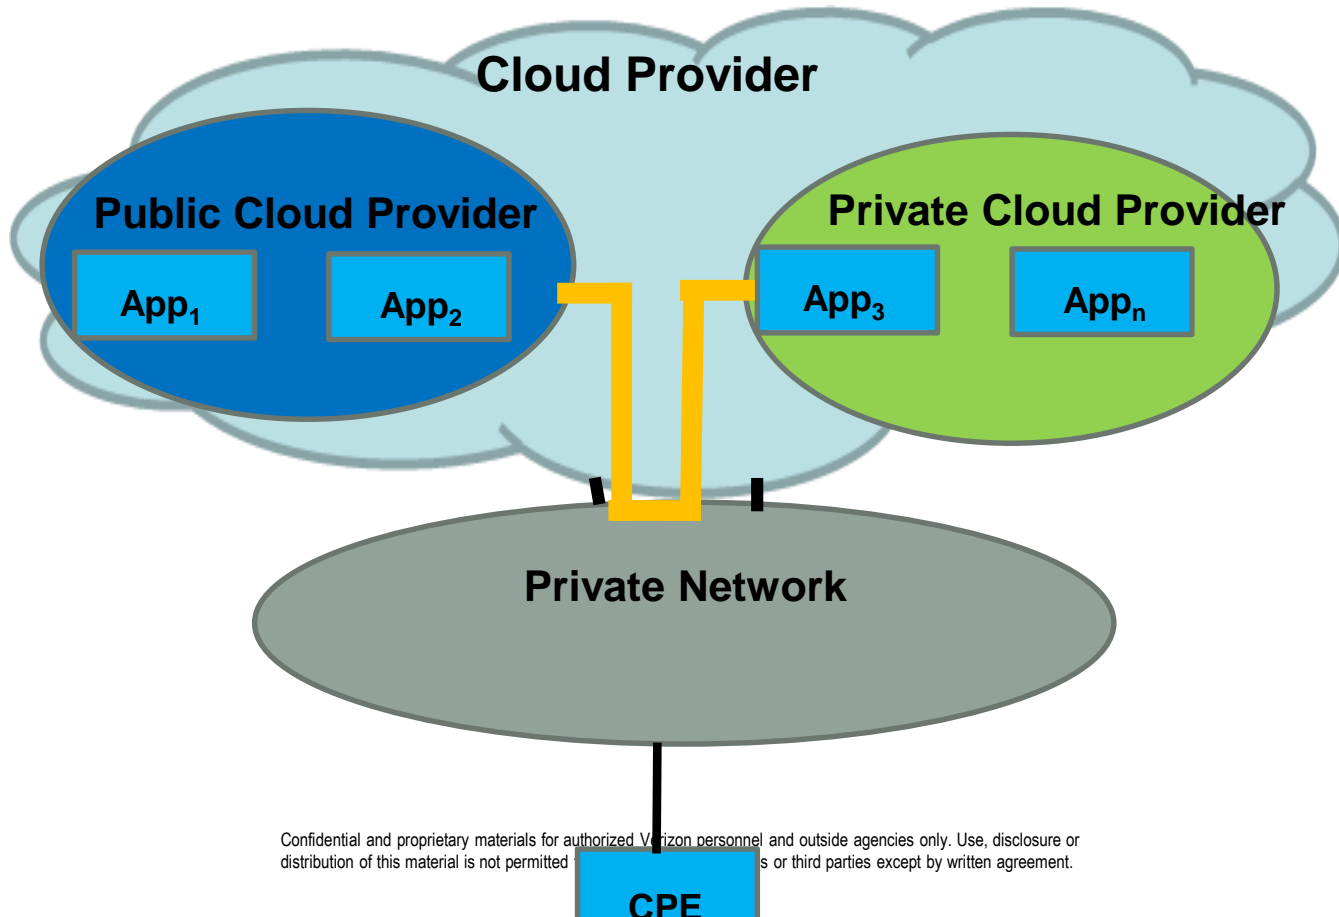 Cloud Provider
Public Cloud Provider
Private Cloud Provider
App₁
App₂
App₃
Appₙ
Private Network
Confidential and proprietary materials for authorized Verizon personnel and outside agencies only. Use, disclosure or
distribution of this material is not permitted s or third parties except by written agreement.
CPE